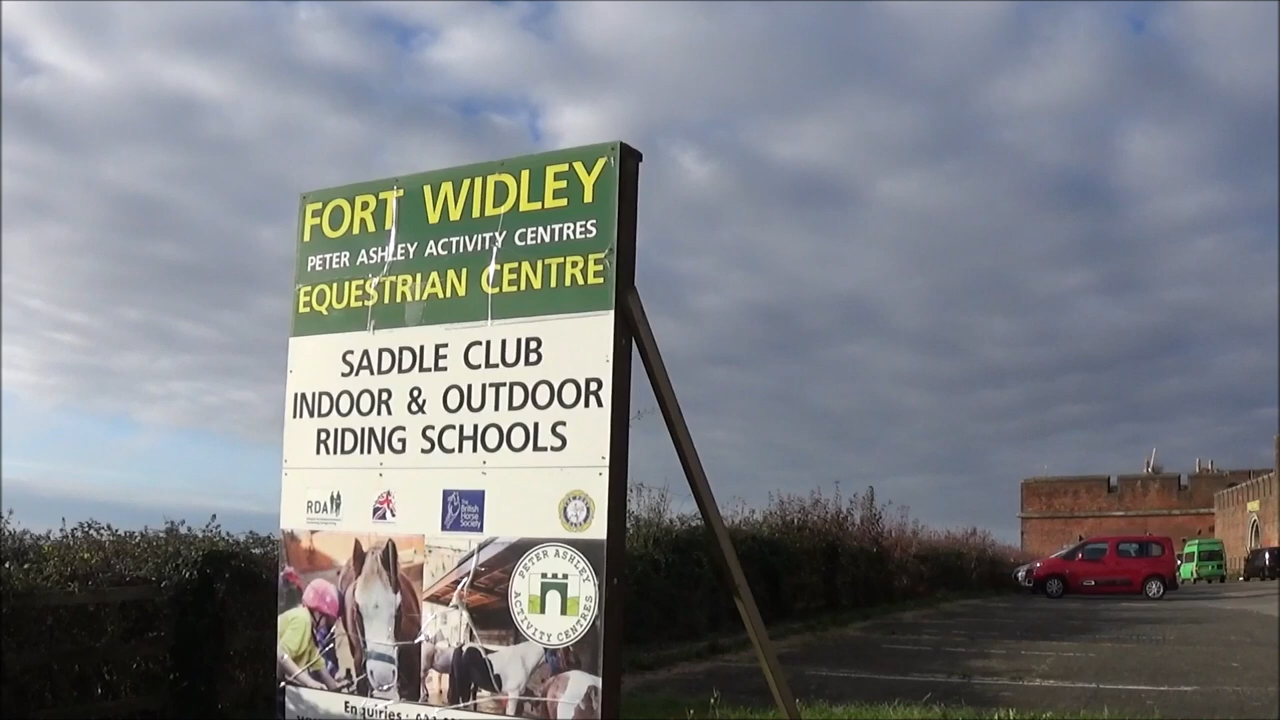 FORT WIDLEY
PETER ASHLEY ACTIVITY CENTRES
EQUESTRIAN CENTRE
SADDLE CLUB
INDOOR & OUTDOOR
RIDING SCHOOLS
RDA
The
British
Horse
Society
PETER ASHLEY
ACTIVITY CENTRES
Enquiries :